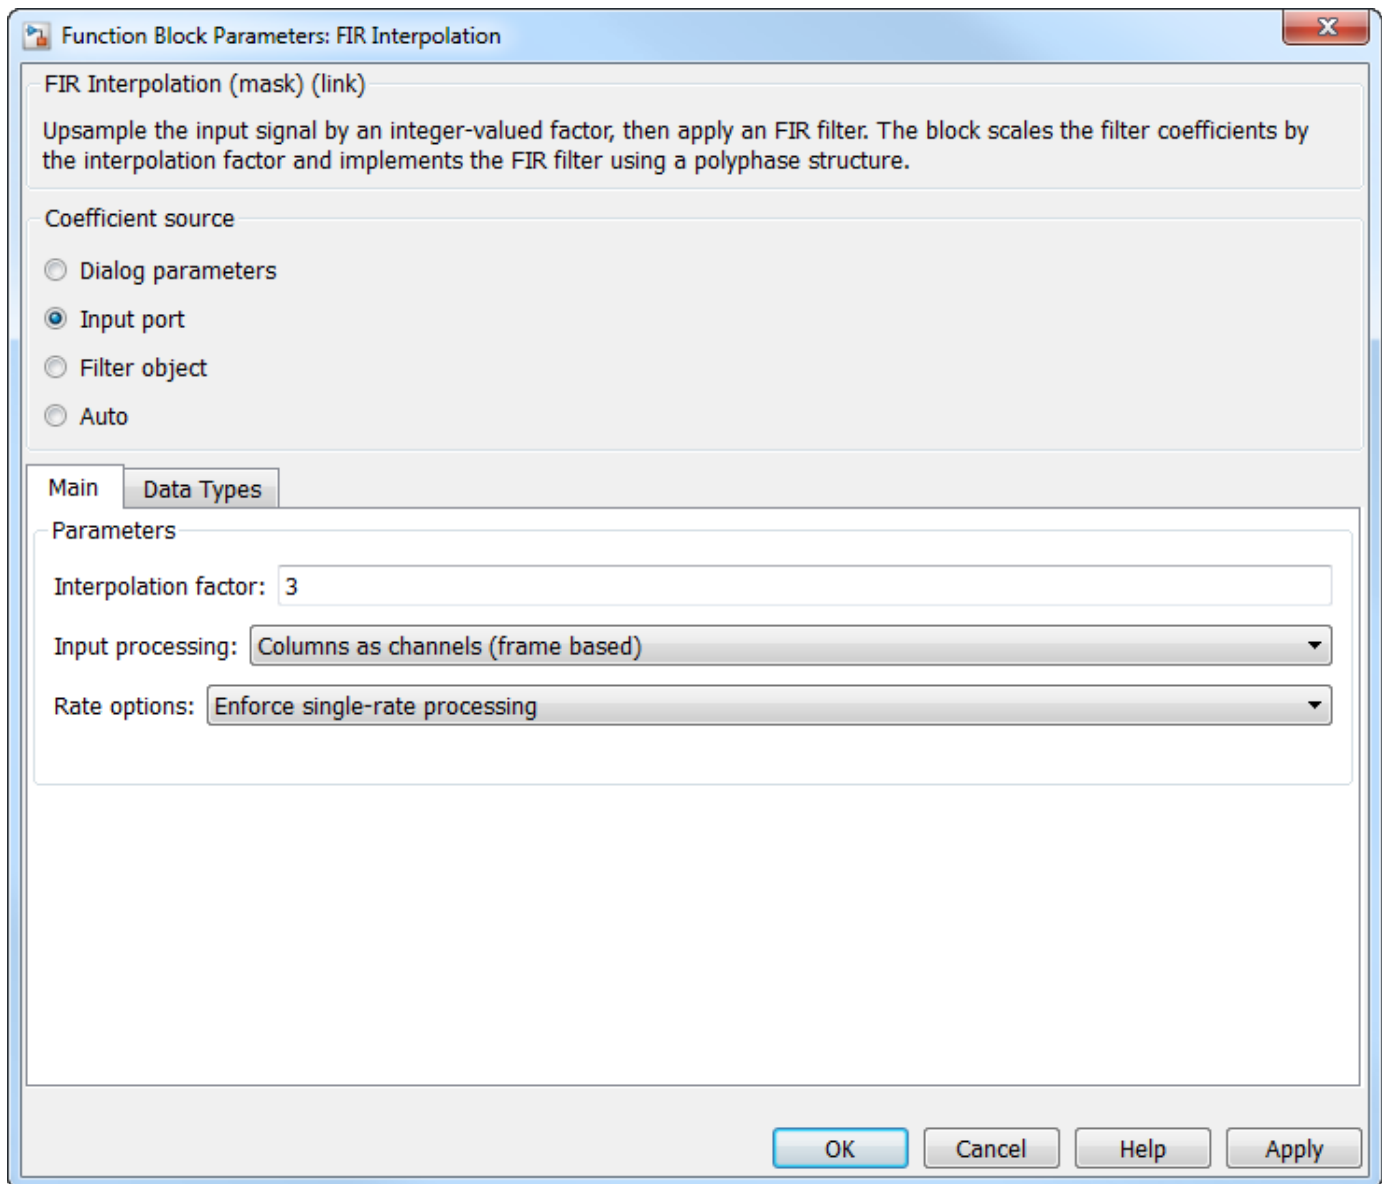 Function Block Parameters: FIR Interpolation
x
FIR Interpolation (mask) (link)
Upsample the input signal by an integer-valued factor, then apply an FIR filter. The block scales the filter coefficients by
the interpolation factor and implements the FIR filter using a polyphase structure.
Coefficient source
Dialog parameters
Input port
Filter object
Auto
Main Data Types
Parameters
Interpolation factor: 3
Input processing: Columns as channels (frame based)
Rate options: Enforce single-rate processing
OK Cancel Help Apply